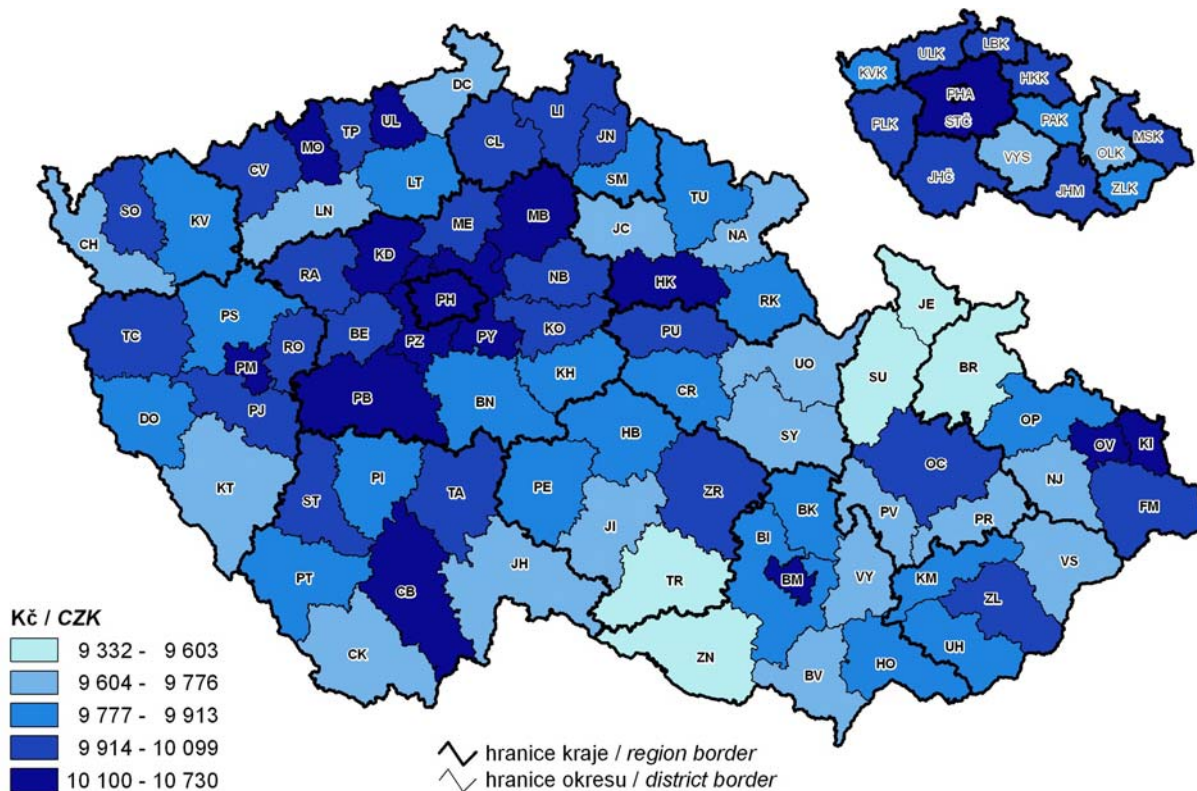 DC
UL
LI
TP
MO
JN
CL
CV
LT
SM
TU
SO
KV
LN
ME
MB
JC
NA
CH
KD
RA
NB
HK
PH
RK
JE
PS
TC
BE
PZ
PY
KO
PU
RO
PM
UO
SU
BR
KH
CR
PB
BN
PJ
DO
OP
HB
SY
OV
KI
OC
NJ
KT
ST
PI
TA
PE
ZR
FM
BK
PV
PR
JI
BI
VS
JH
TR
BM
VY
KM
PT
CB
ZL
UH
CK
ZN
BV
HO
ULK
LBK
KVK
HKK
PHA
STČ
PAK
PLK
MSK
OLK
VYS
JHČ
JHM
ZLK
Kč / CZK
9 332 - 9 603
9 604 - 9 776
9 777 - 9 913
9 914 - 10 099
10 100 - 10 730
hranice kraje / region border
hranice okresu / district border